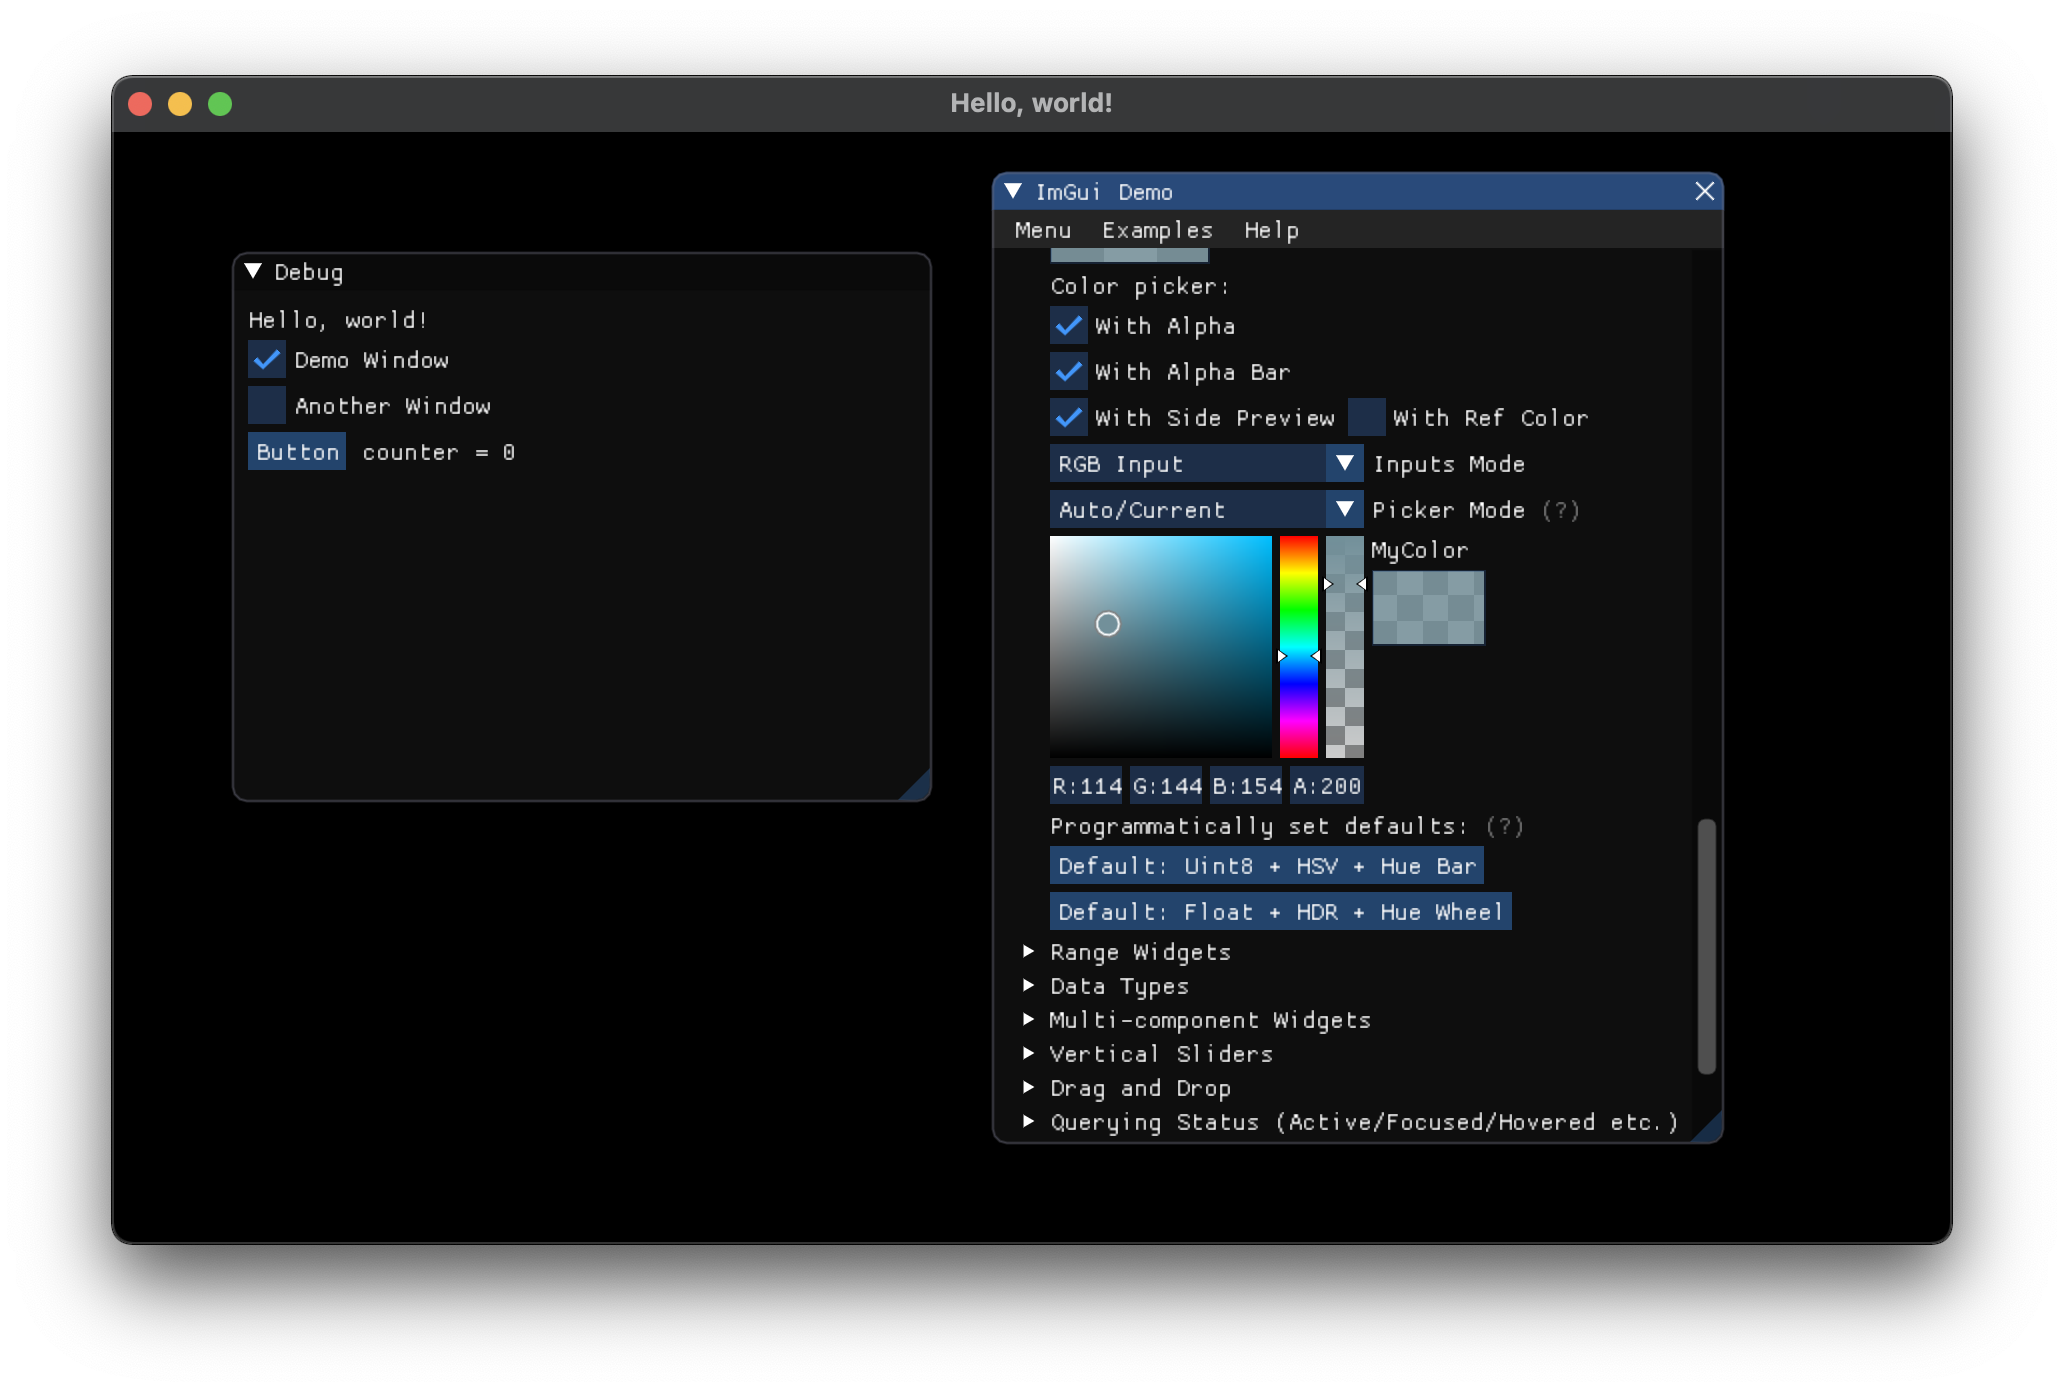 Hello, world!
Debug
Hello, world!
Demo Window
Another Window
Button counter = 0
ImGui Demo
Menu Examples Help
Color picker:
With Alpha
With Alpha Bar
With Side Preview With Ref Color
RGB Input Inputs Mode
Auto/Current Picker Mode (?)
MyColor
R:114 G:144 B:154 A:200
Programmatically set defaults: (?)
Default: Uint8 + HSV + Hue Bar
Default: Float + HDR + Hue Wheel
Range Widgets
Data Types
Multi-component Widgets
Vertical Sliders
Drag and Drop
Querying Status (Active/Focused/Hovered etc.)